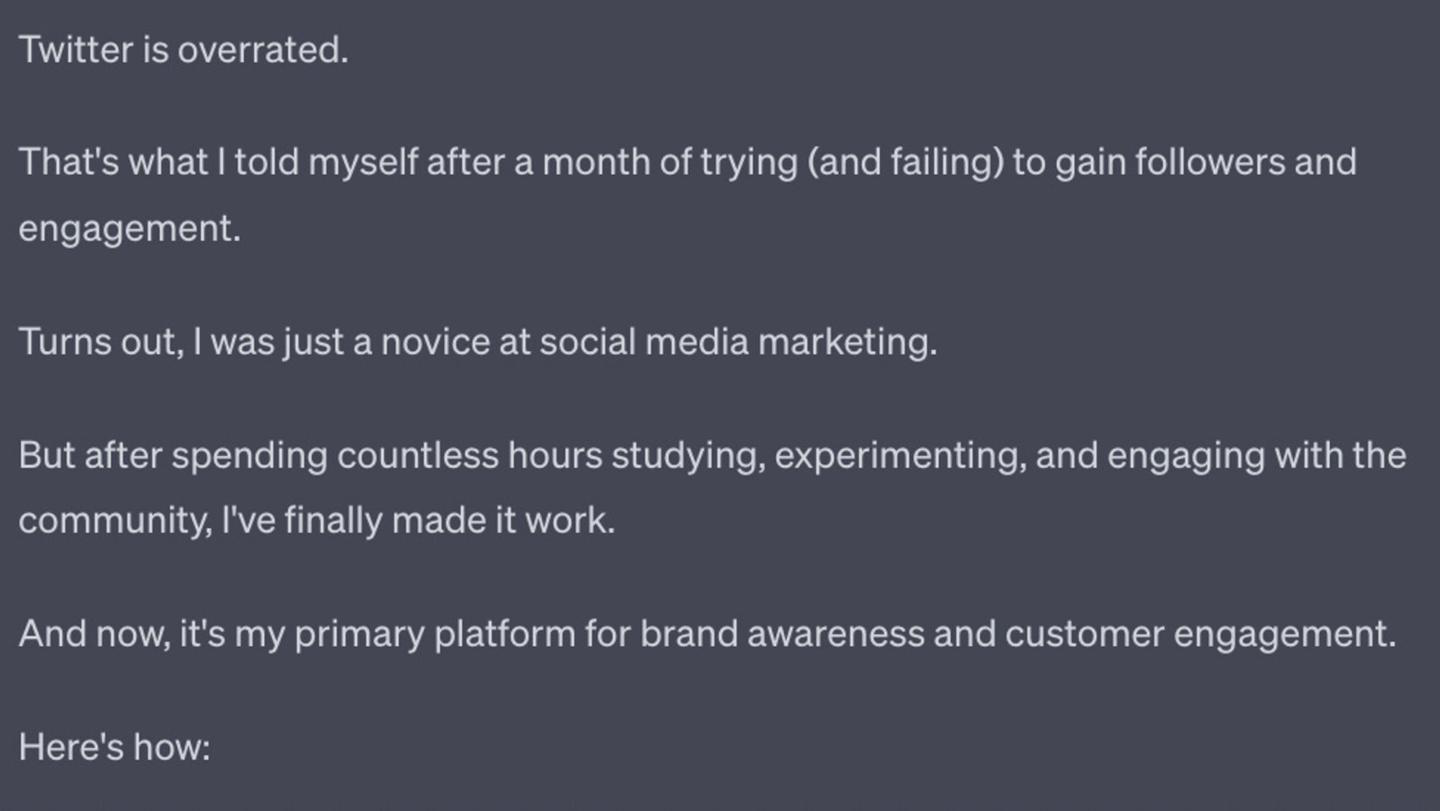 Twitter is overrated.
That's what I told myself after a month of trying (and failing) to gain followers and
engagement.
Turns out, I was just a novice at social media marketing.
But after spending countless hours studying, experimenting, and engaging with the
community, I've finally made it work.
And now, it's my primary platform for brand awareness and customer engagement.
Here's how: